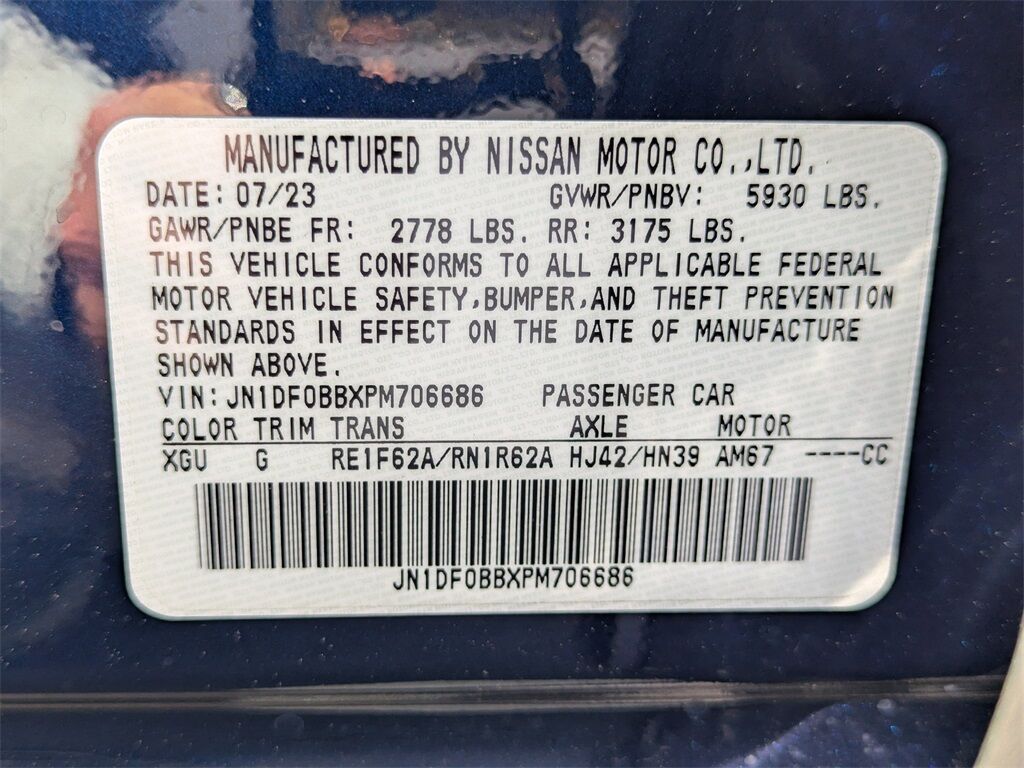 MANUFACTURED BY NISSAN MOTOR CO.,LTD.
DATE: 07/23 GVWR/PNBV: 5930 LBS.
GAWR/PNBE FR: 2778 LBS. RR: 3175 LBS.
THIS VEHICLE CONFORMS TO ALL APPLICABLE FEDERAL
MOTOR VEHICLE SAFETY,BUMPER,AND THEFT PREVENTION
STANDARDS IN EFFECT ON THE DATE OF MANUFACTURE
SHOWN ABOVE.
VIN:JN1DF0BBXPM706686 PASSENGER CAR
COLOR TRIM TRANS AXLE MOTOR
XGU G RE1F62A/RN1R62A HJ42/HN39 AM67 ----CC
JN1DF0BBXPM706686